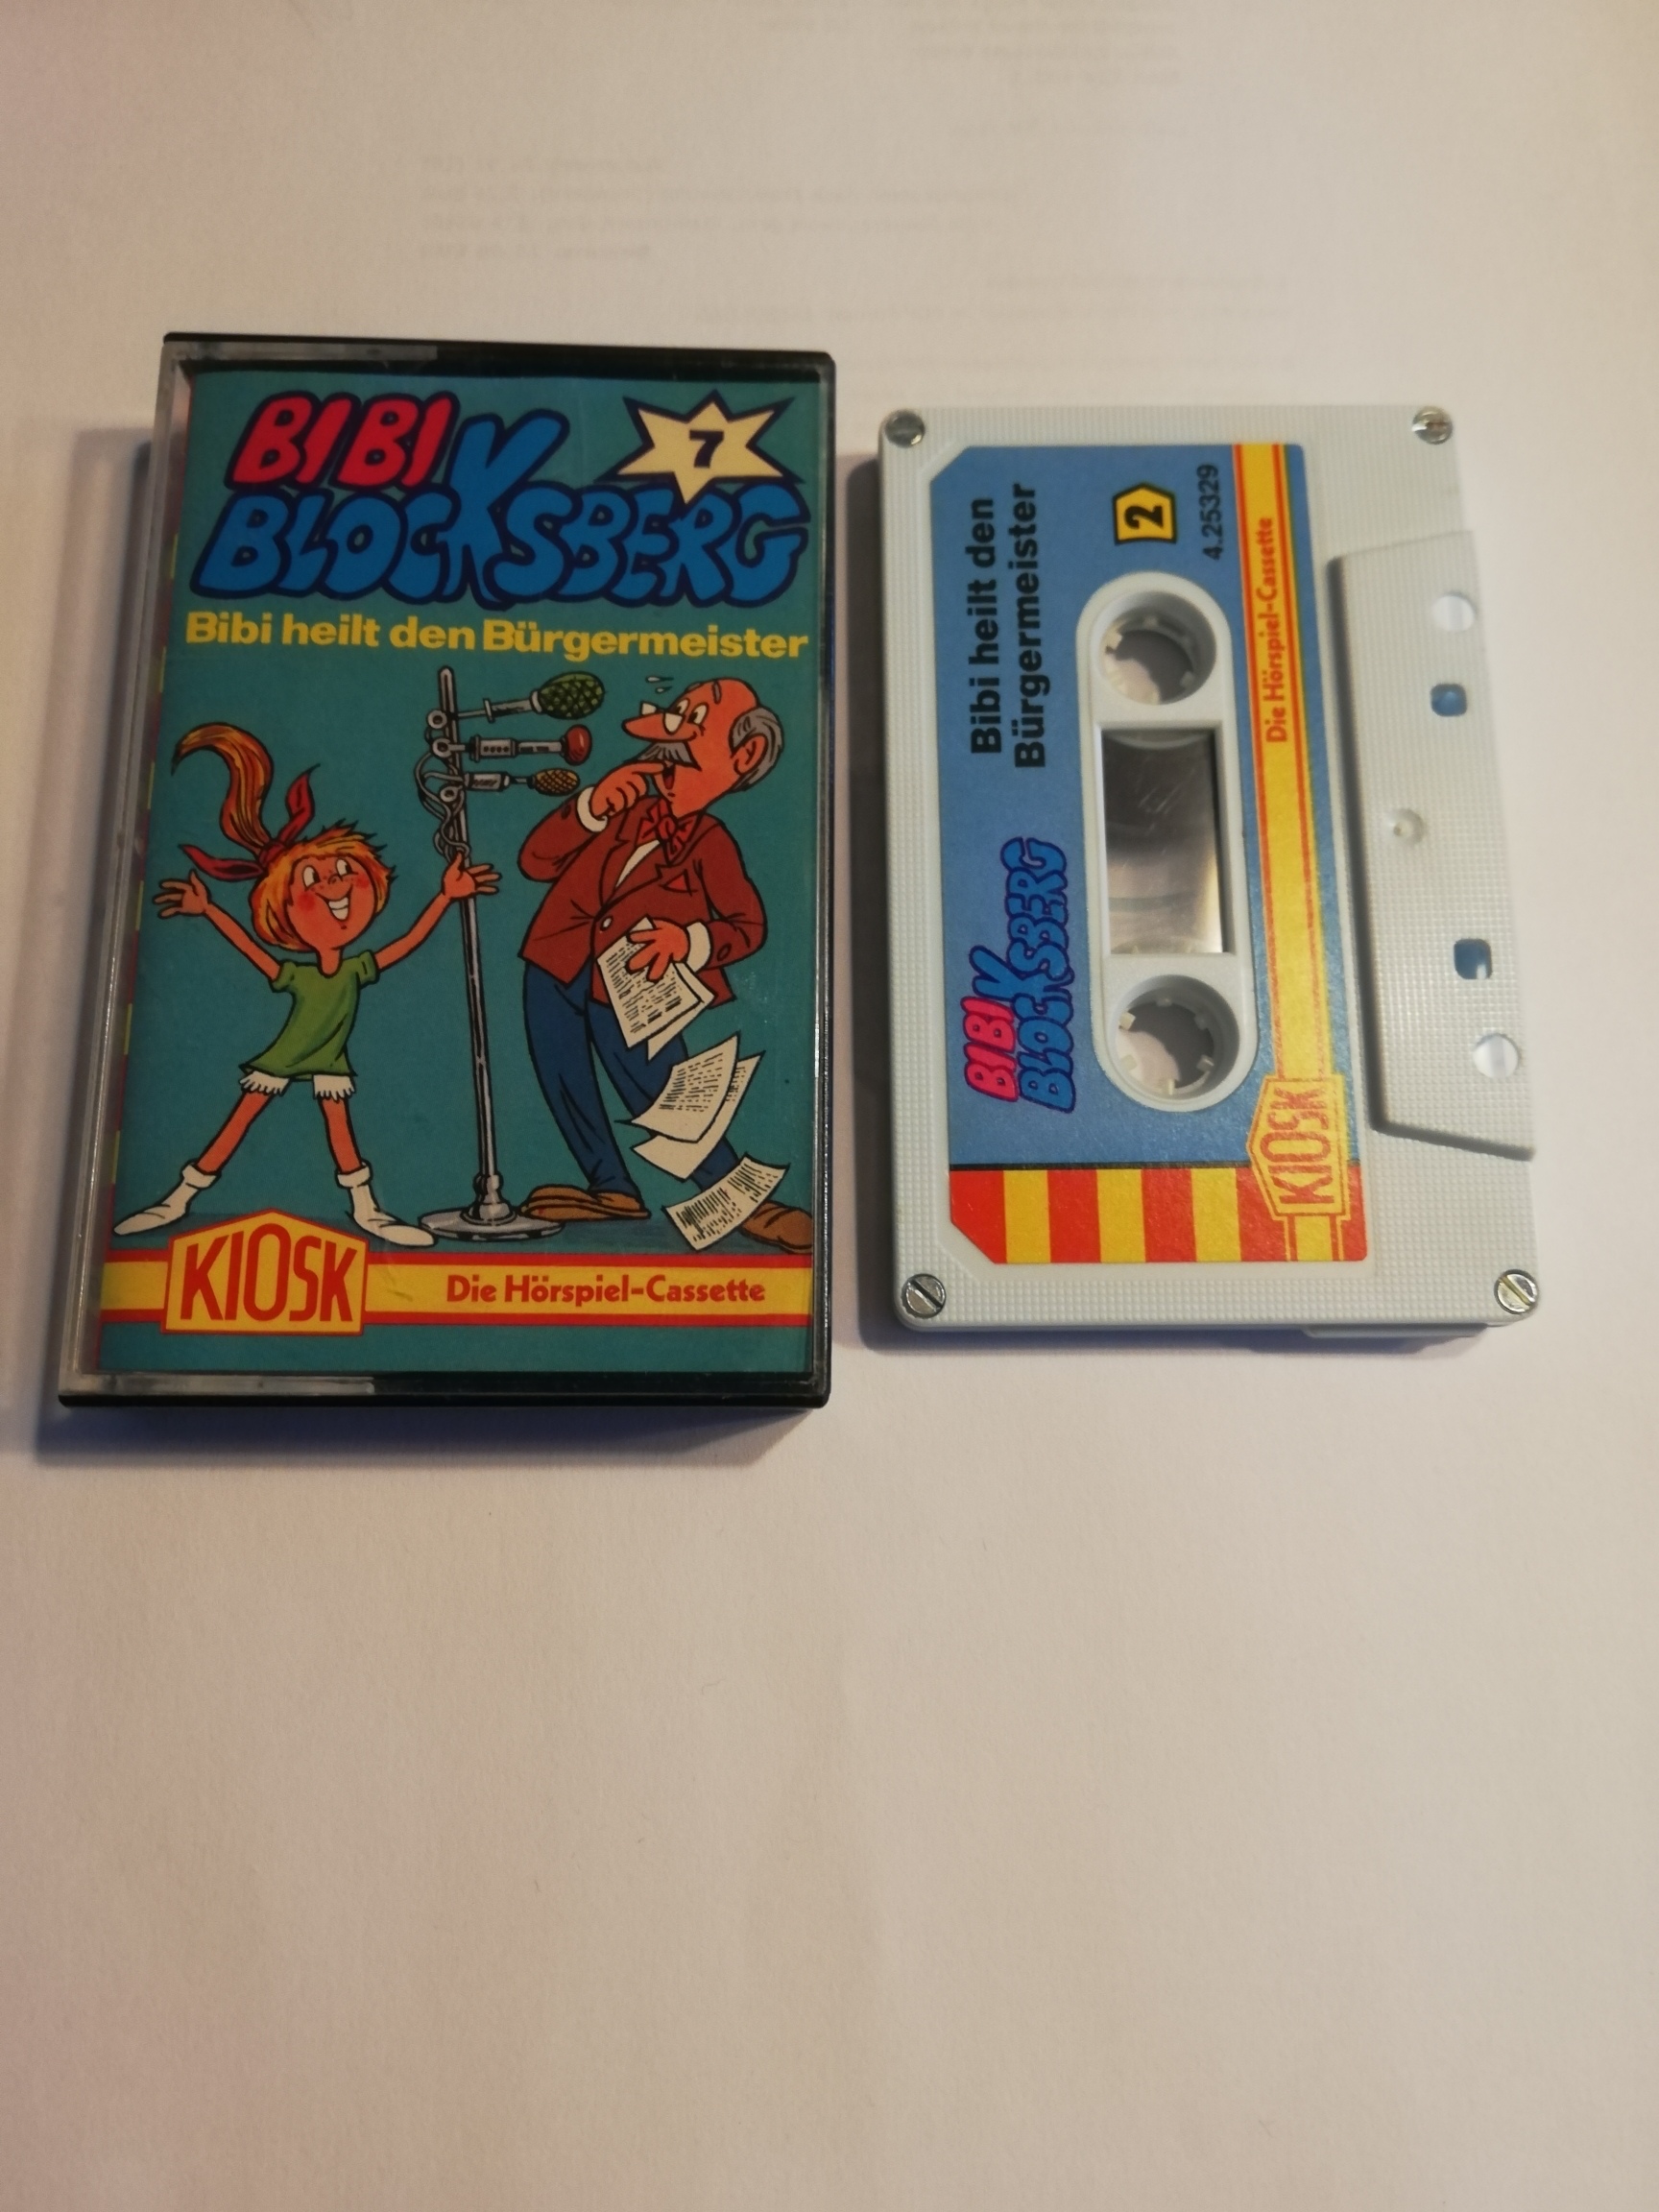 BIBI
BLOCKSBERG
7
Bibi heilt den Bürgermeister
KIOSK
Die Hörspiel-Cassette
BIBI
BLOCKSBERG
Bibi heilt den
Bürgermeister
2
4.25329
KIOSK
Die Hörspiel-Cassette